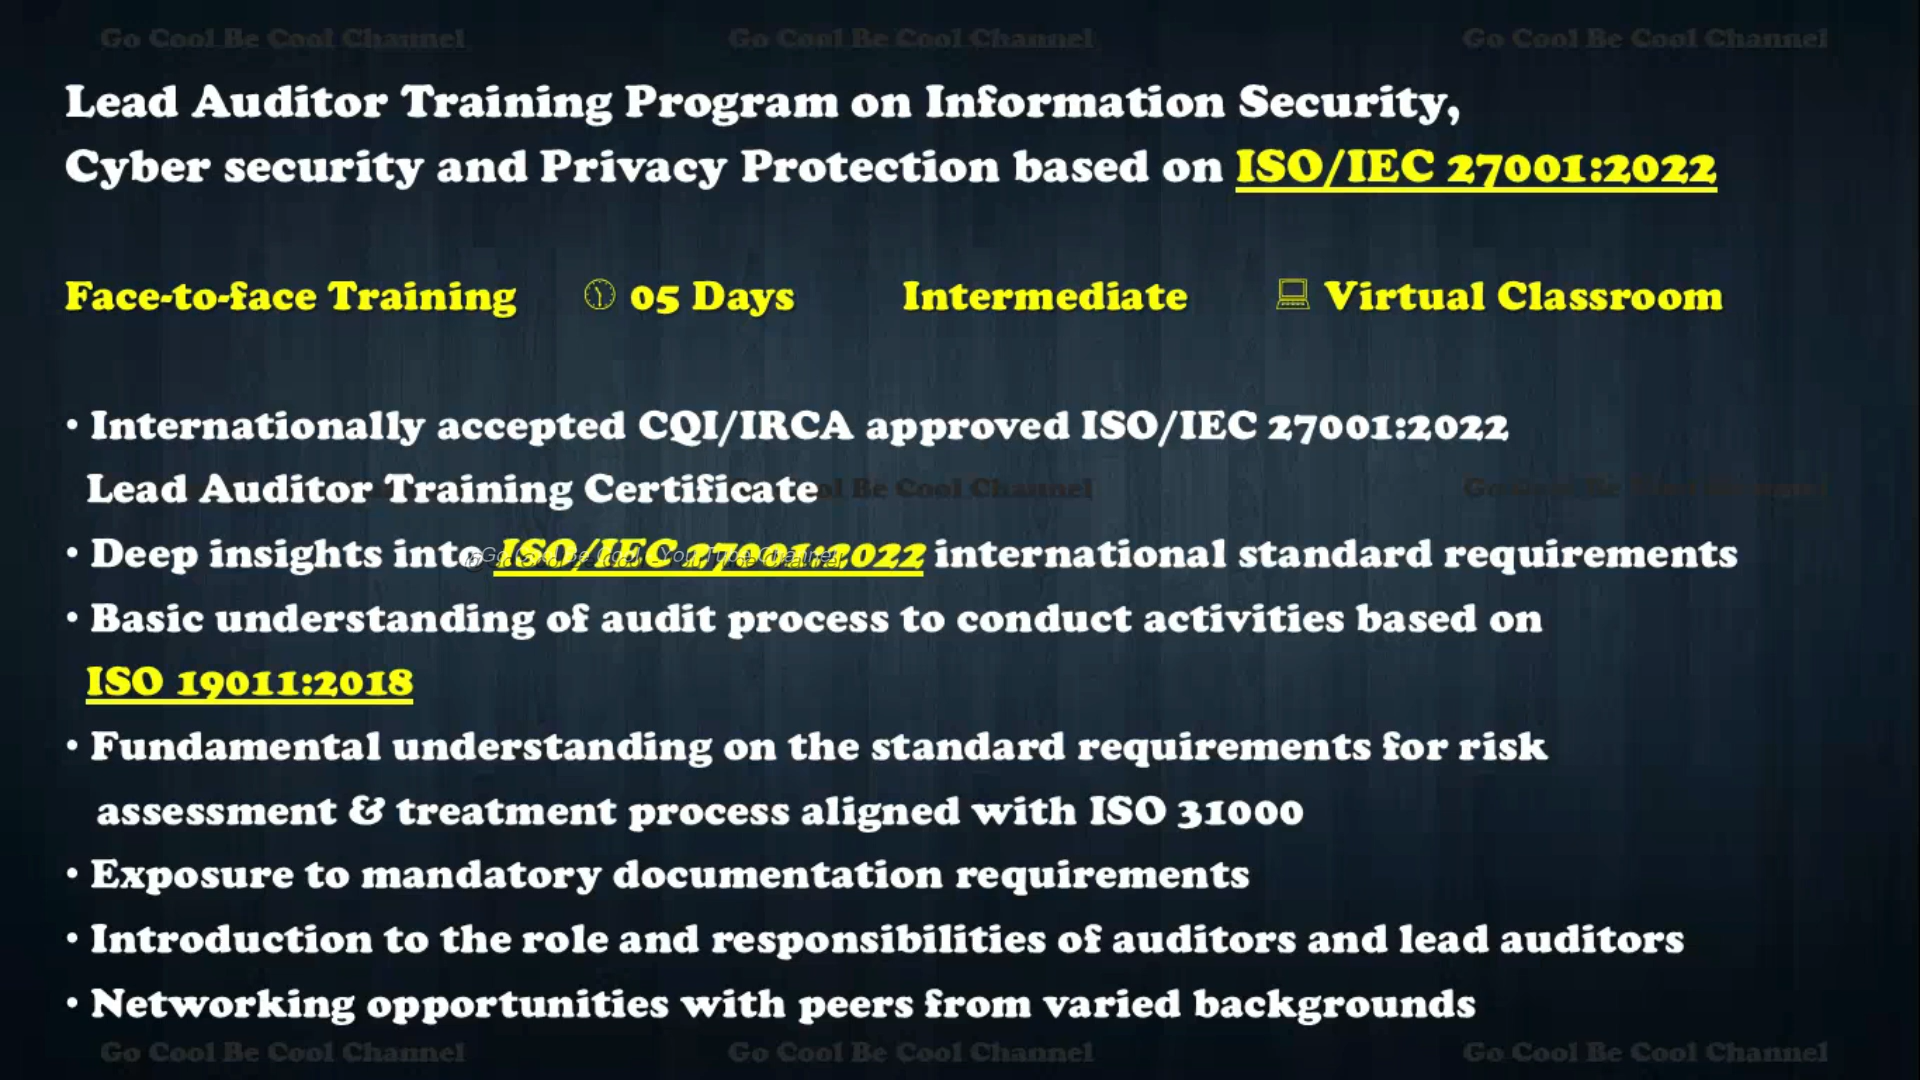 Go Cool Be Cool Channel Go Cool Be Cool Channel Go Cool Be Cool Channel
Lead Auditor Training Program on Information Security,
Cyber security and Privacy Protection based on ISO/IEC 27001:2022
Face-to-face Training 05 Days Intermediate Virtual Classroom
• Internationally accepted CQI/IRCA approved ISO/IEC 27001:2022
Lead Auditor Training Certificate
Be Cool Channel
• Deep insights into ISO/IEC 27001:2022 international standard requirements
• Basic understanding of audit process to conduct activities based on
ISO 19011:2018
• Fundamental understanding on the standard requirements for risk
assessment & treatment process aligned with ISO 31000
• Exposure to mandatory documentation requirements
• Introduction to the role and responsibilities of auditors and lead auditors
• Networking opportunities with peers from varied backgrounds
Go Cool Be Cool Channel Go Cool Be Cool Channel Go Cool Be Cool Channel